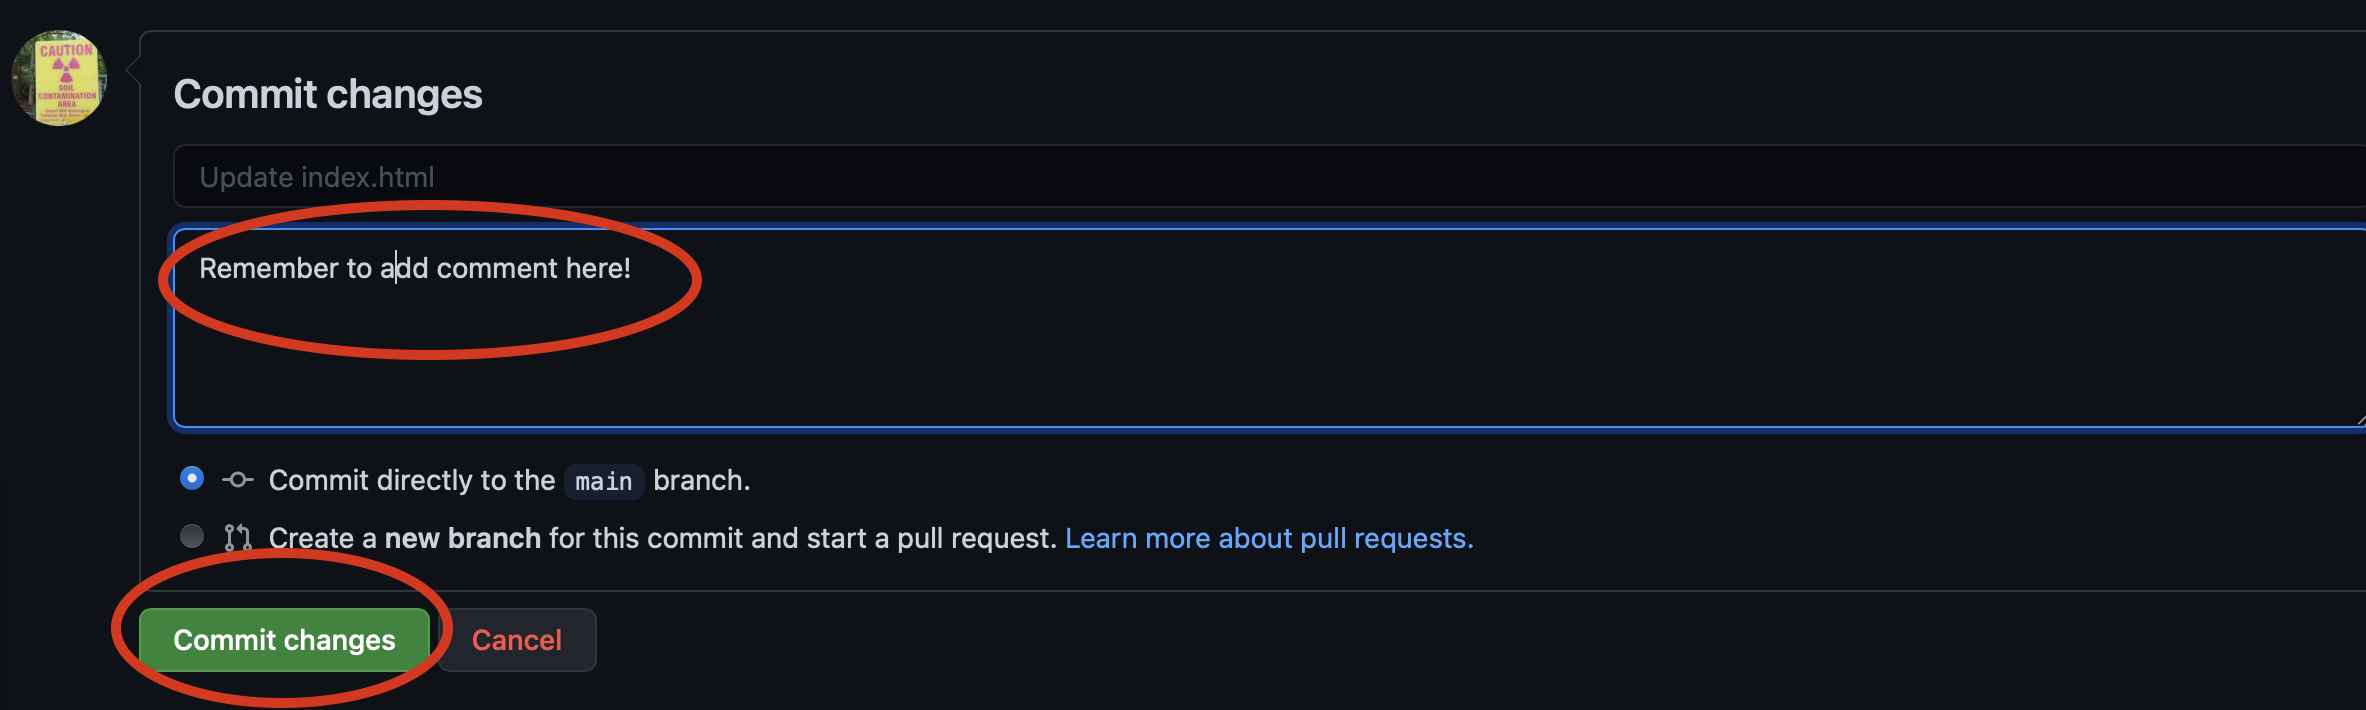 CAUTION
SOIL
CONTAMINATION
AREA
Commit changes
Update index.html
Remember to add comment here!
Commit directly to the main branch.
Create a new branch for this commit and start a pull request. Learn more about pull requests.
Commit changes
Cancel